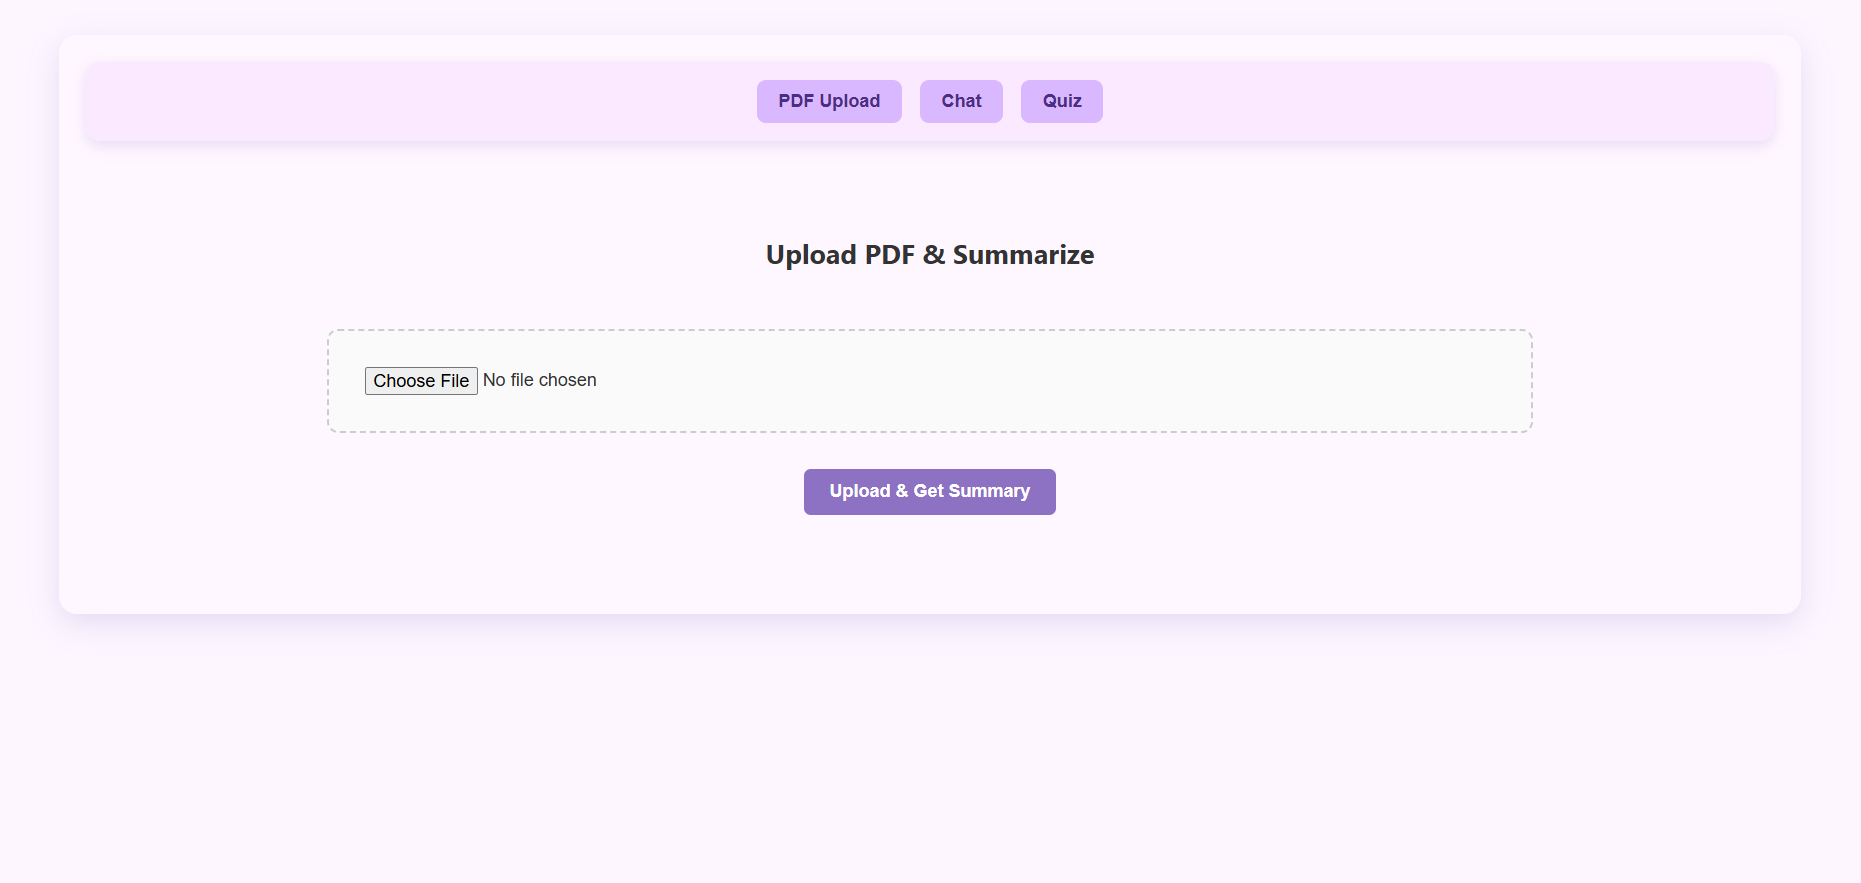 PDF Upload Chat Quiz
Upload PDF & Summarize
Choose File No file chosen
Upload & Get Summary